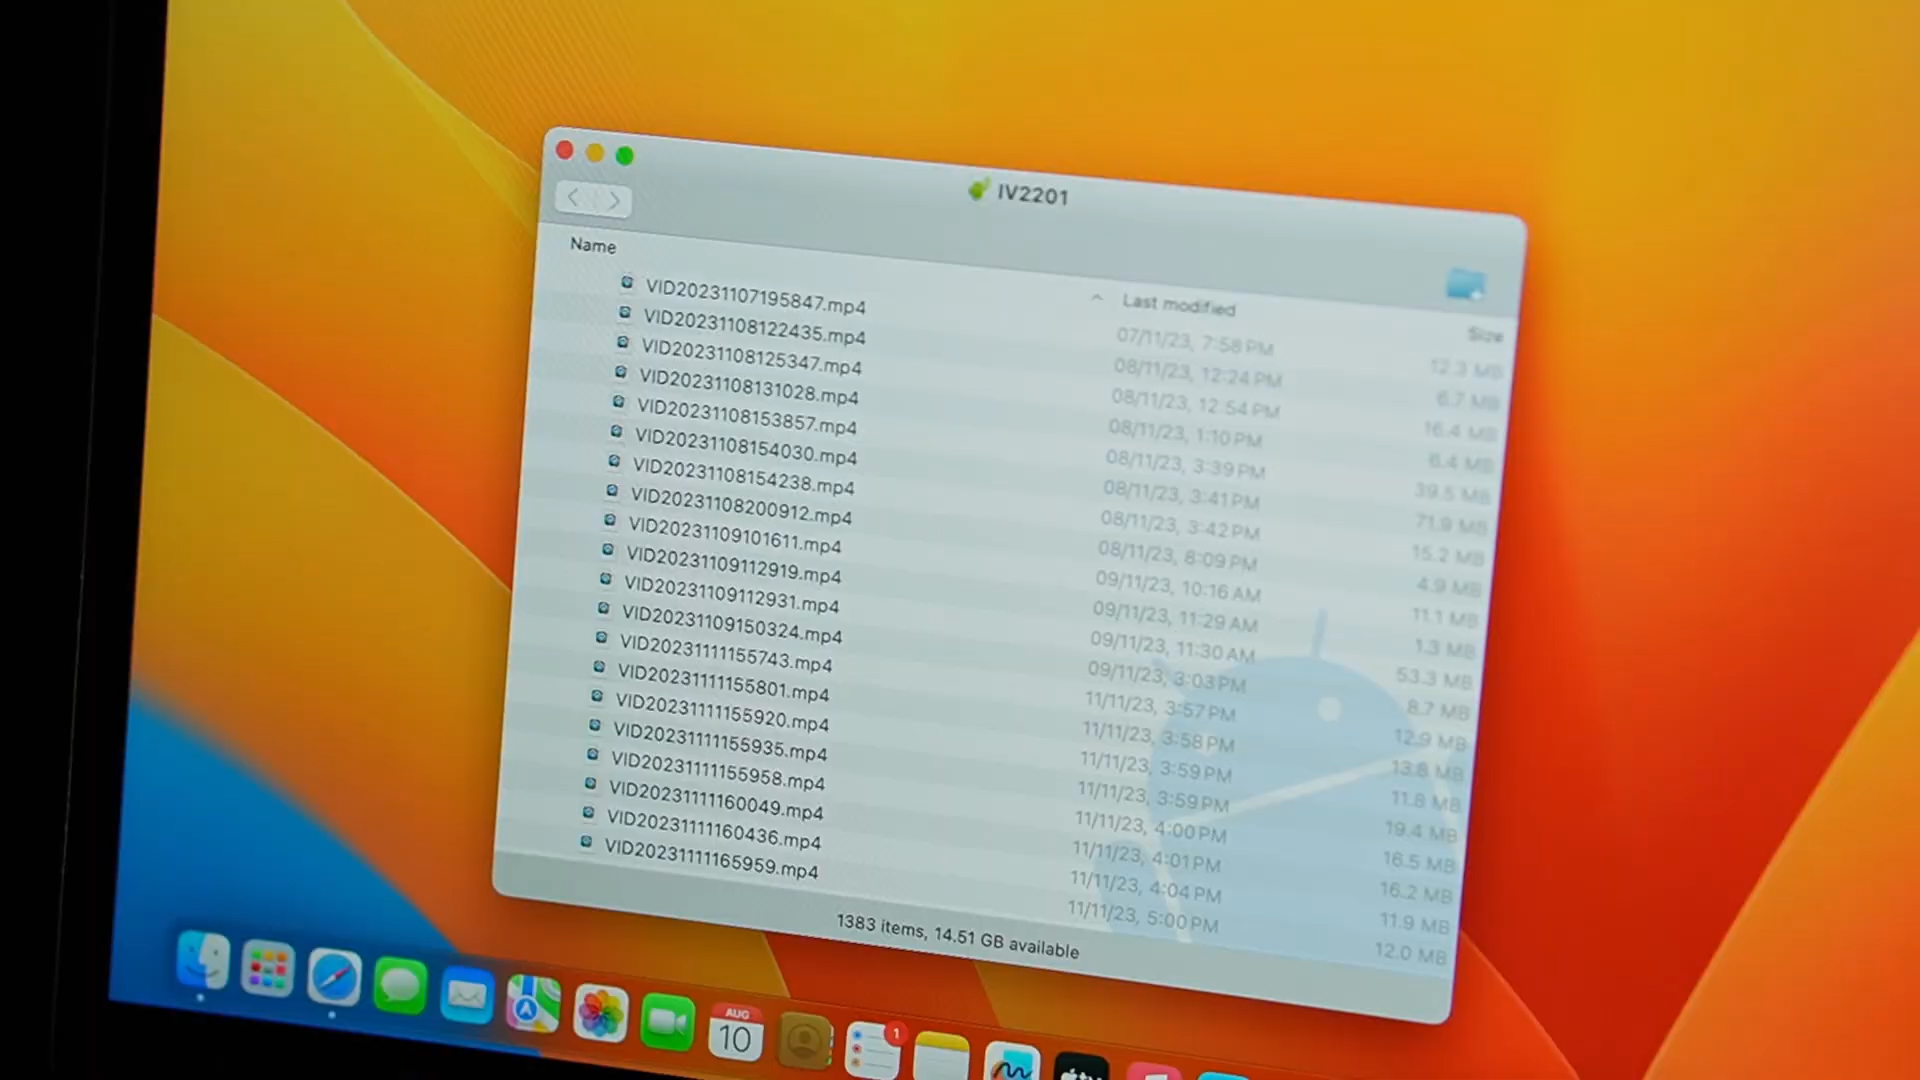 IV2201
Name Last modified Size
VID20231107195847.mp4 07/11/23, 7:58 PM 12.3 MB
VID20231108122435.mp4 08/11/23, 12:24 PM 6.7 MB
VID20231108125347.mp4 08/11/23, 12:54 PM 16.4 MB
VID20231108131028.mp4 08/11/23, 1:10 PM 6.4 MB
VID20231108153857.mp4 08/11/23, 3:39 PM 39.5 MB
VID20231108154030.mp4 08/11/23, 3:41 PM 71.9 MB
VID20231108154238.mp4 08/11/23, 3:42 PM 15.2 MB
VID20231108200912.mp4 08/11/23, 8:09 PM 4.9 MB
VID20231109101611.mp4 09/11/23, 10:16 AM 11.1 MB
VID20231109112919.mp4 09/11/23, 11:29 AM 1.3 MB
VID20231109112931.mp4 09/11/23, 11:30 AM 53.3 MB
VID20231109150324.mp4 09/11/23, 3:03 PM 8.7 MB
VID20231111155743.mp4 11/11/23, 3:57 PM 12.9 MB
VID20231111155801.mp4 11/11/23, 3:58 PM 13.8 MB
VID20231111155920.mp4 11/11/23, 3:59 PM 11.8 MB
VID20231111155935.mp4 11/11/23, 3:59 PM 19.4 MB
VID20231111155958.mp4 11/11/23, 4:00 PM 16.5 MB
VID20231111160049.mp4 11/11/23, 4:01 PM 16.2 MB
VID20231111160436.mp4 11/11/23, 4:04 PM 11.9 MB
VID20231111165959.mp4 11/11/23, 5:00 PM 12.0 MB
1383 items, 14.51 GB available
AUG
10
1
tv